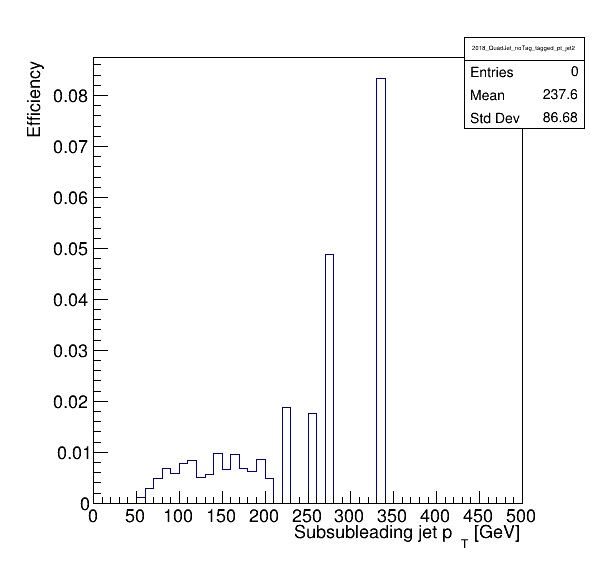 2018_QuadJet_noTag_tagged_pt_jet2
Entries 0
Mean 237.6
Std Dev 86.68
Efficiency
0.08
0.07
0.06
0.05
0.04
0.03
0.02
0.01
0
0 50 100 150 200 250 300 350 400 450 500
Subsubleading jet p T [GeV]